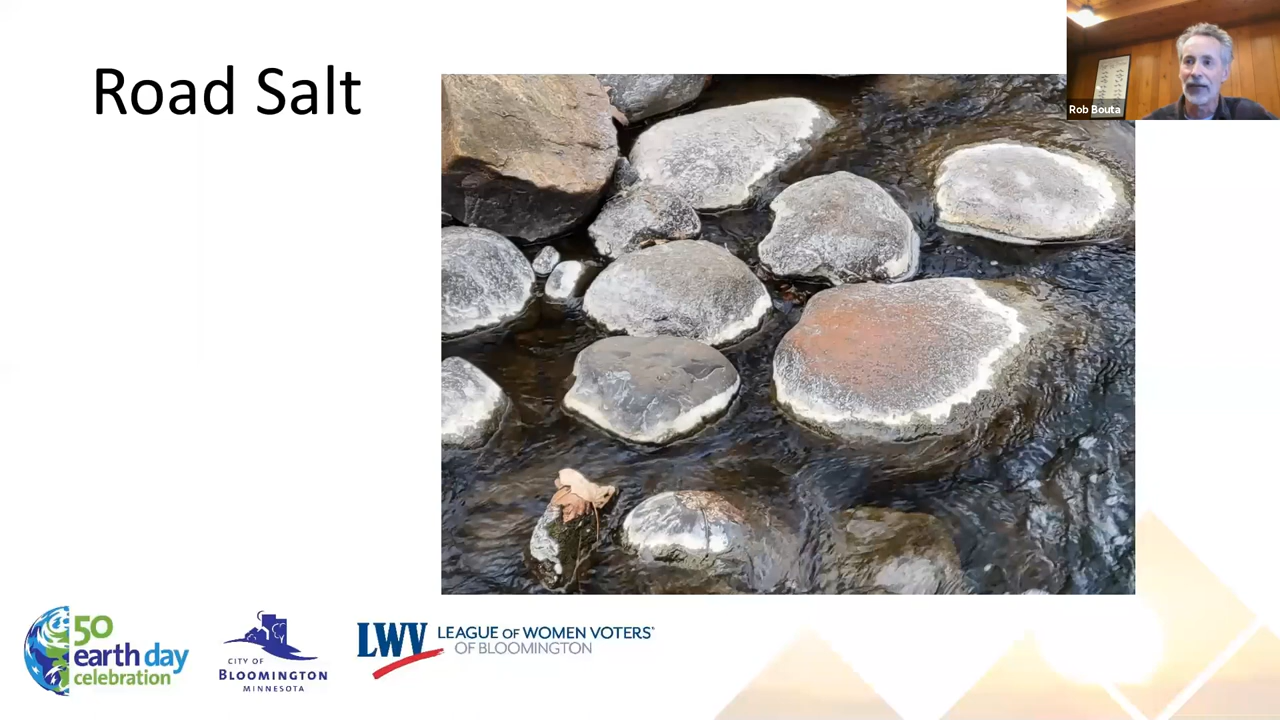 Road Salt
Rob Bouta
50
earth day
celebration
CITY OF
BLOOMINGTON
MINNESOTA
LWV
LEAGUE OF WOMEN VOTERS®
OF BLOOMINGTON